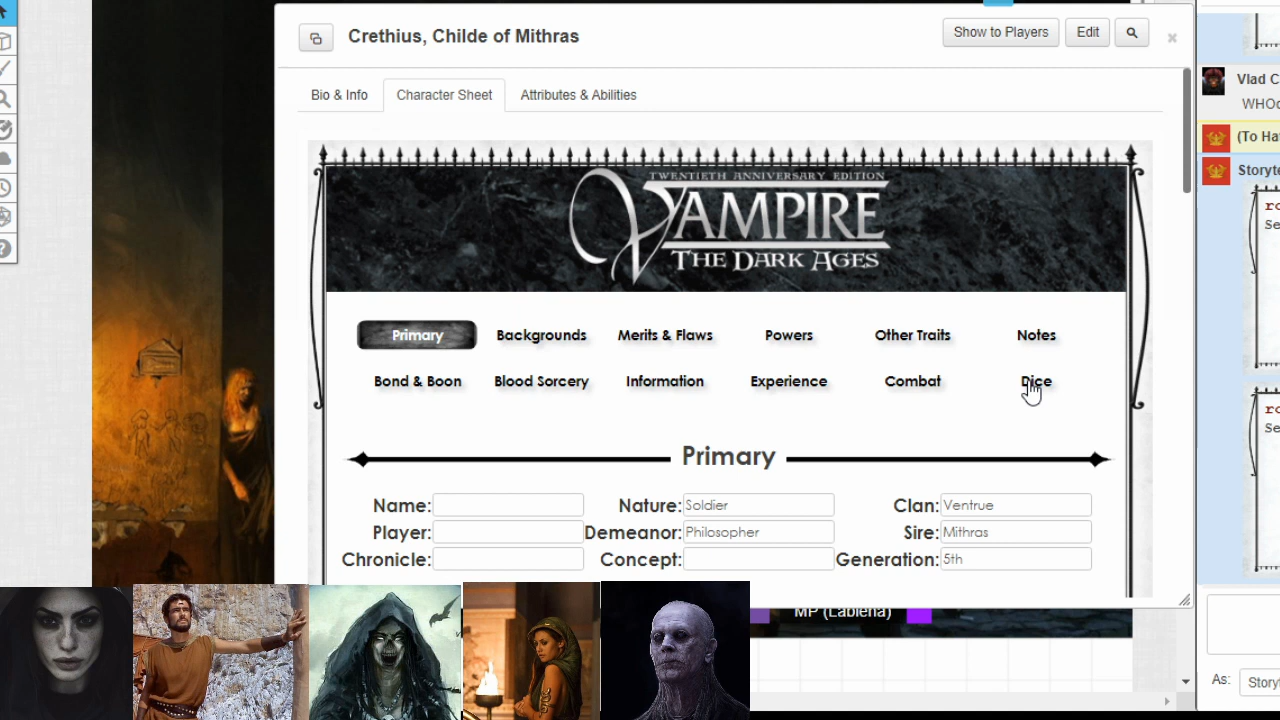 Crethius, Childe of Mithras
Show to Players
Edit
Bio & Info
Character Sheet
Attributes & Abilities
TWENTIETH ANNIVERSARY EDITION
VAMPIRE
THE DARK AGES
Primary Backgrounds Merits & Flaws Powers Other Traits Notes
Bond & Boon Blood Sorcery Information Experience Combat Dice
Primary
Name: Nature: Soldier Clan: Ventrue
Player: Demeanor: Philosopher Sire: Mithras
Chronicle: Concept: Generation: 5th
MP (Labiena)
Vlad C
(To Ha
As: